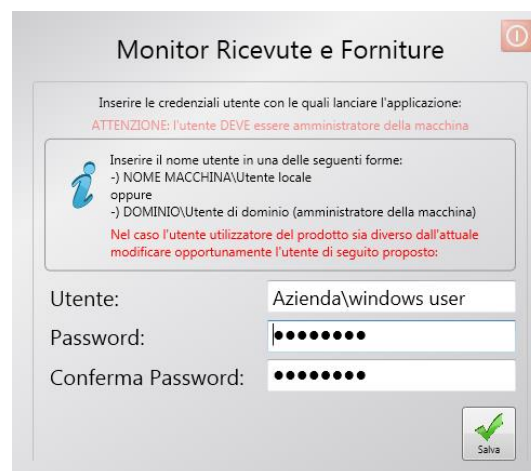 Monitor Ricevute e Forniture
Inserire le credenziali utente con le quali lanciare l'applicazione:
ATTENZIONE: l'utente DEVE essere amministratore della macchina
Inserire il nome utente in una delle seguenti forme:
-) NOME MACCHINA\Utente locale
oppure
-) DOMINIO\Utente di dominio (amministratore della macchina)
Nel caso l'utente utilizzatore del prodotto sia diverso dall'attuale
modificare opportunamente l'utente di seguito proposto:
Utente: Azienda\windows user
Password: ●●●●●●●●
Conferma Password: ●●●●●●●●
Salva